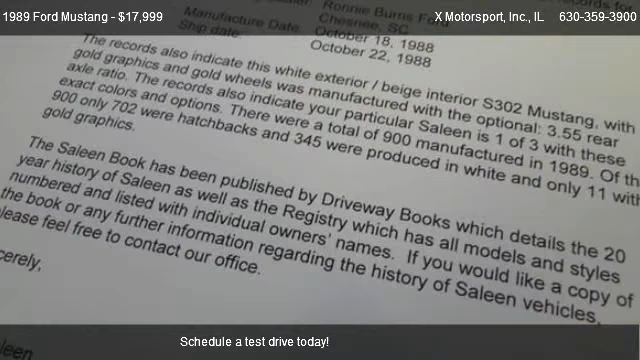 1989 Ford Mustang - $17,999
X Motorsport, Inc., IL 630-359-3900
Ronnie Burns Ford
Chesnee, SC
Manufacture Date: October 18, 1988
Ship date: October 22, 1988
The records also indicate this white exterior / beige interior S302 Mustang, with
gold graphics and gold wheels was manufactured with the optional: 3.55 rear
axle ratio. The records also indicate your particular Saleen is 1 of 3 with these
exact colors and options. There were a total of 900 manufactured in 1989. Of th
900 only 702 were hatchbacks and 345 were produced in white and only 11 with
gold graphics.
The Saleen Book has been published by Driveway Books which details the 20
year history of Saleen as well as the Registry which has all models and styles
numbered and listed with individual owners' names. If you would like a copy of
the book or any further information regarding the history of Saleen vehicles,
lease feel free to contact our office.
cerely,
leen
Schedule a test drive today!